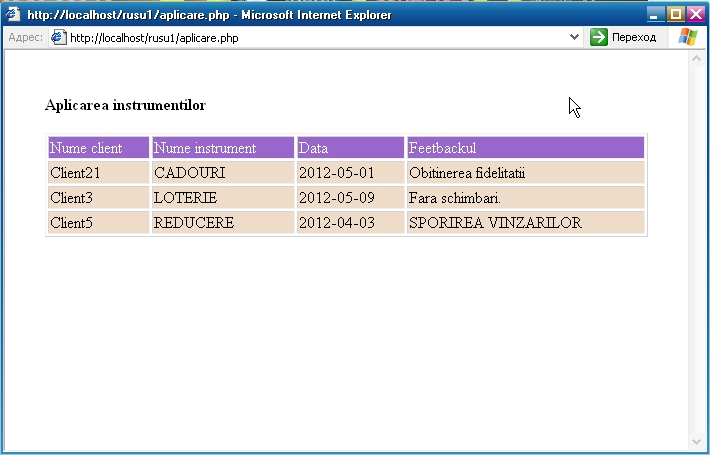 http://localhost/rusu1/aplicare.php - Microsoft Internet Explorer
Адрес: http://localhost/rusu1/aplicare.php Переход
Aplicarea instrumentilor
Nume client Nume instrument Data Feetbackul
Client21 CADOURI 2012-05-01 Obitinerea fidelitatii
Client3 LOTERIE 2012-05-09 Fara schimbari.
Client5 REDUCERE 2012-04-03 SPORIREA VINZARILOR